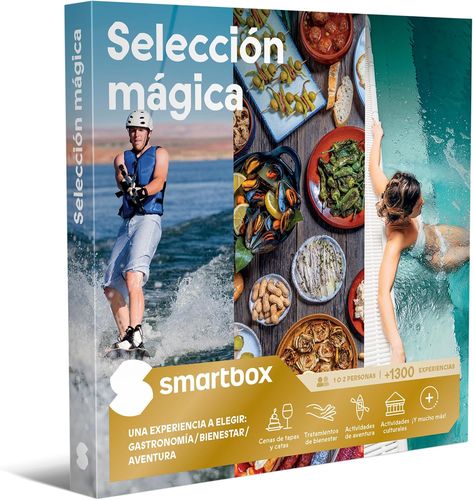 Selección
mágica
Selección mágica
smartbox
1 O 2 PERSONAS | +1300 EXPERIENCIAS
UNA EXPERIENCIA A ELEGIR:
GASTRONOMÍA / BIENESTAR /
AVENTURA
Cenas de tapas
y catas
Tratamientos
de bienestar
Actividades
de aventura
Actividades
culturales
¡Y mucho más!